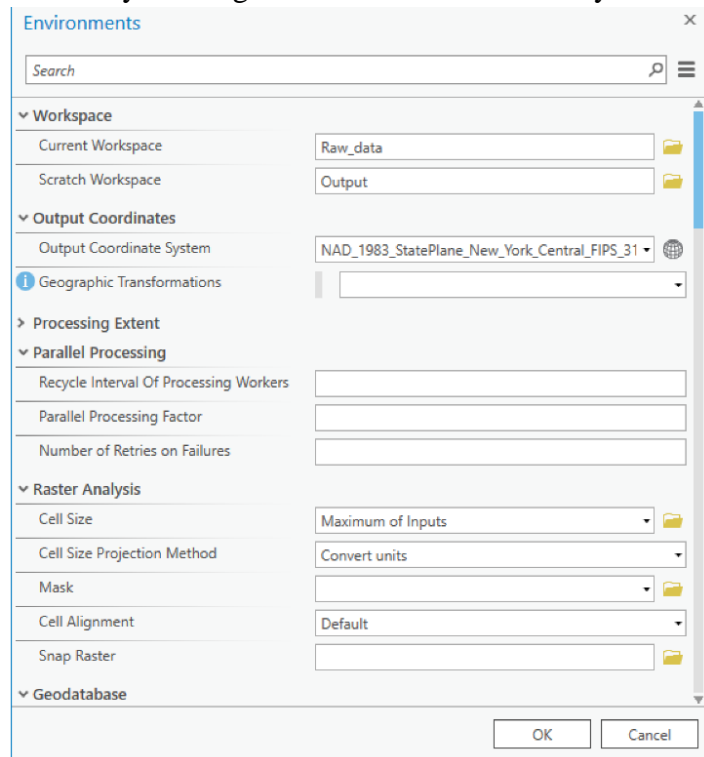 Environments
Search
Workspace
Current Workspace Raw_data
Scratch Workspace Output
Output Coordinates
Output Coordinate System NAD_1983_StatePlane_New_York_Central_FIPS_31
Geographic Transformations
Processing Extent
Parallel Processing
Recycle Interval Of Processing Workers
Parallel Processing Factor
Number of Retries on Failures
Raster Analysis
Cell Size Maximum of Inputs
Cell Size Projection Method Convert units
Mask
Cell Alignment Default
Snap Raster
Geodatabase
OK Cancel